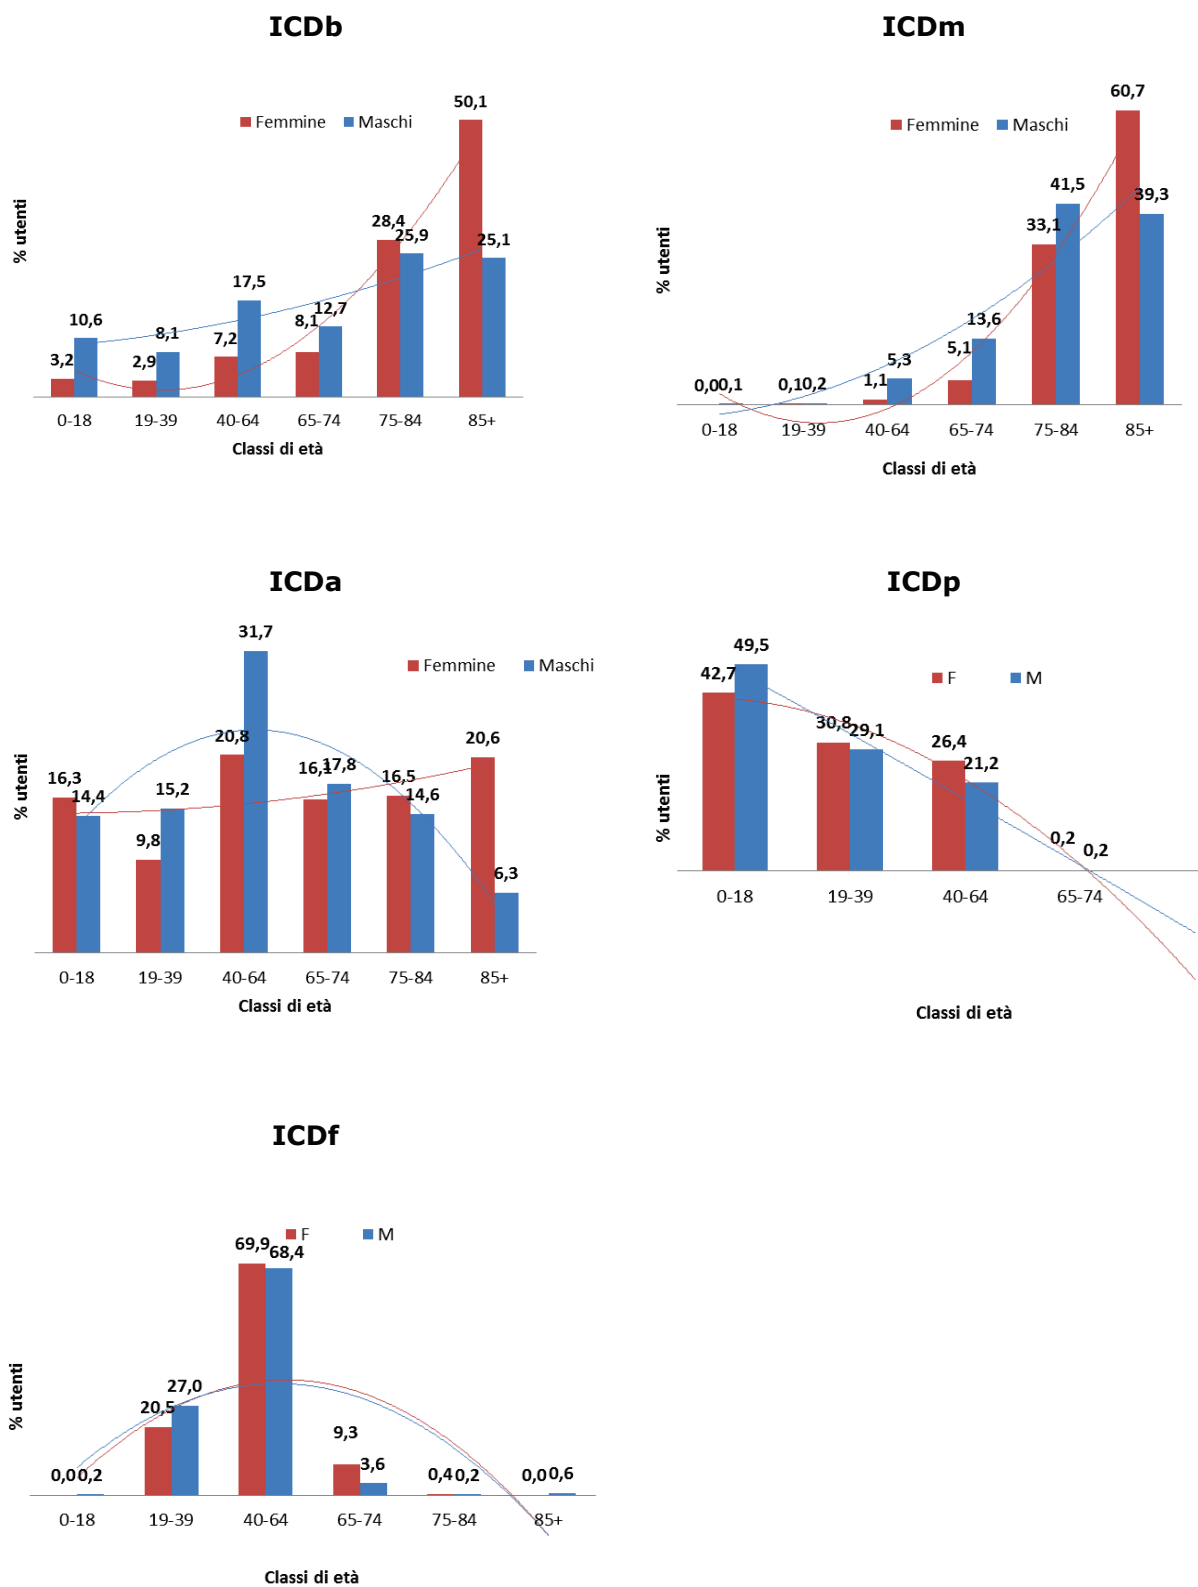 ICDb
Femmine Maschi
% utenti
3,2 10,6 2,9 8,1 7,2 17,5 8,1 12,7 28,4 25,9 50,1 25,1
0-18 19-39 40-64 65-74 75-84 85+
Classi di età
ICDm
Femmine Maschi
% utenti
0,0 0,1 0,1 0,2 1,1 5,3 5,1 13,6 33,1 41,5 60,7 39,3
0-18 19-39 40-64 65-74 75-84 85+
Classi di età
ICDa
Femmine Maschi
% utenti
16,3 14,4 9,8 15,2 20,8 31,7 16,1 17,8 16,5 14,6 20,6 6,3
0-18 19-39 40-64 65-74 75-84 85+
Classi di età
ICDp
F M
% utenti
42,7 49,5 30,8 29,1 26,4 21,2 0,2 0,2
0-18 19-39 40-64 65-74
Classi di età
ICDf
F M
% utenti
0,0 0,2 20,5 27,0 69,9 68,4 9,3 3,6 0,4 0,2 0,0 0,6
0-18 19-39 40-64 65-74 75-84 85+
Classi di età